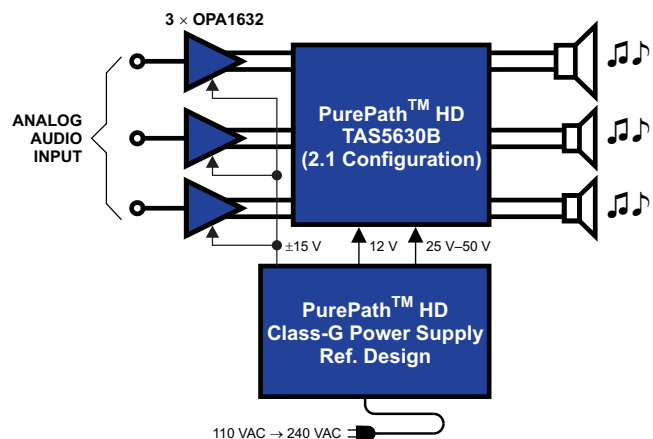 3 × OPA1632
ANALOG
AUDIO
INPUT
PurePath™ HD
TAS5630B
(2.1 Configuration)
±15 V
12 V
25 V–50 V
PurePath™ HD
Class-G Power Supply
Ref. Design
110 VAC → 240 VAC